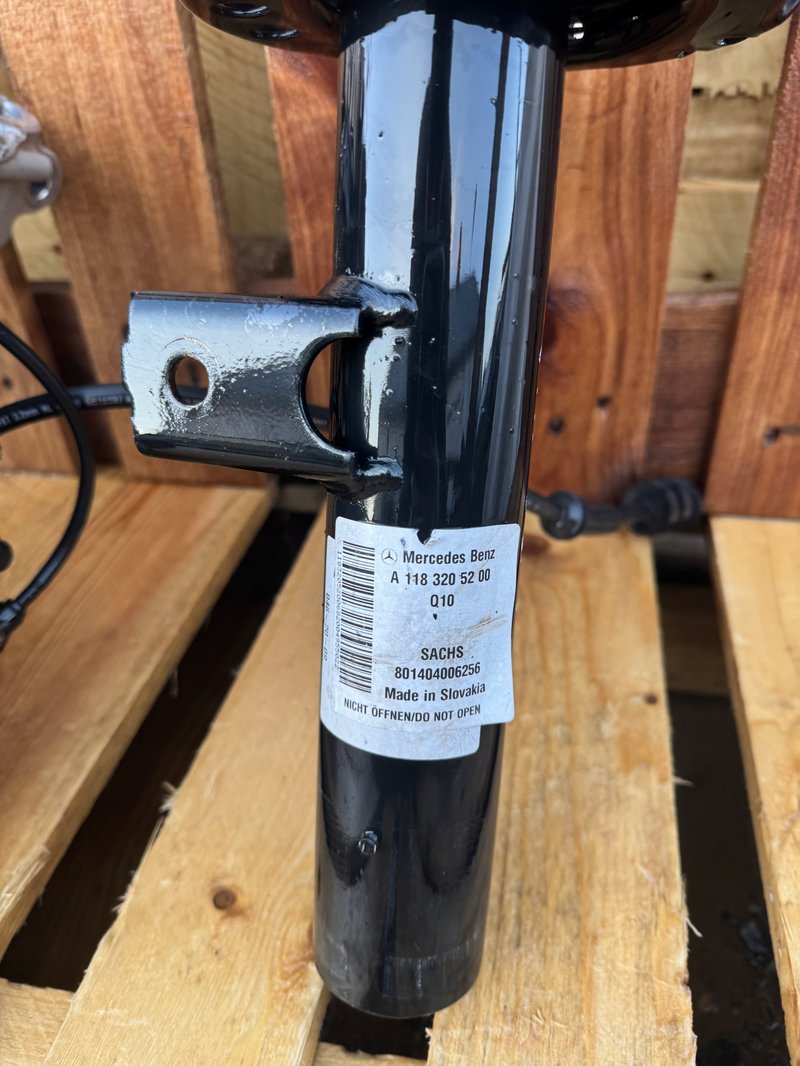 Mercedes Benz
A 118 320 52 00
Q10
SACHS
801404006256
Made in Slovakia
NICHT ÖFFNEN/DO NOT OPEN